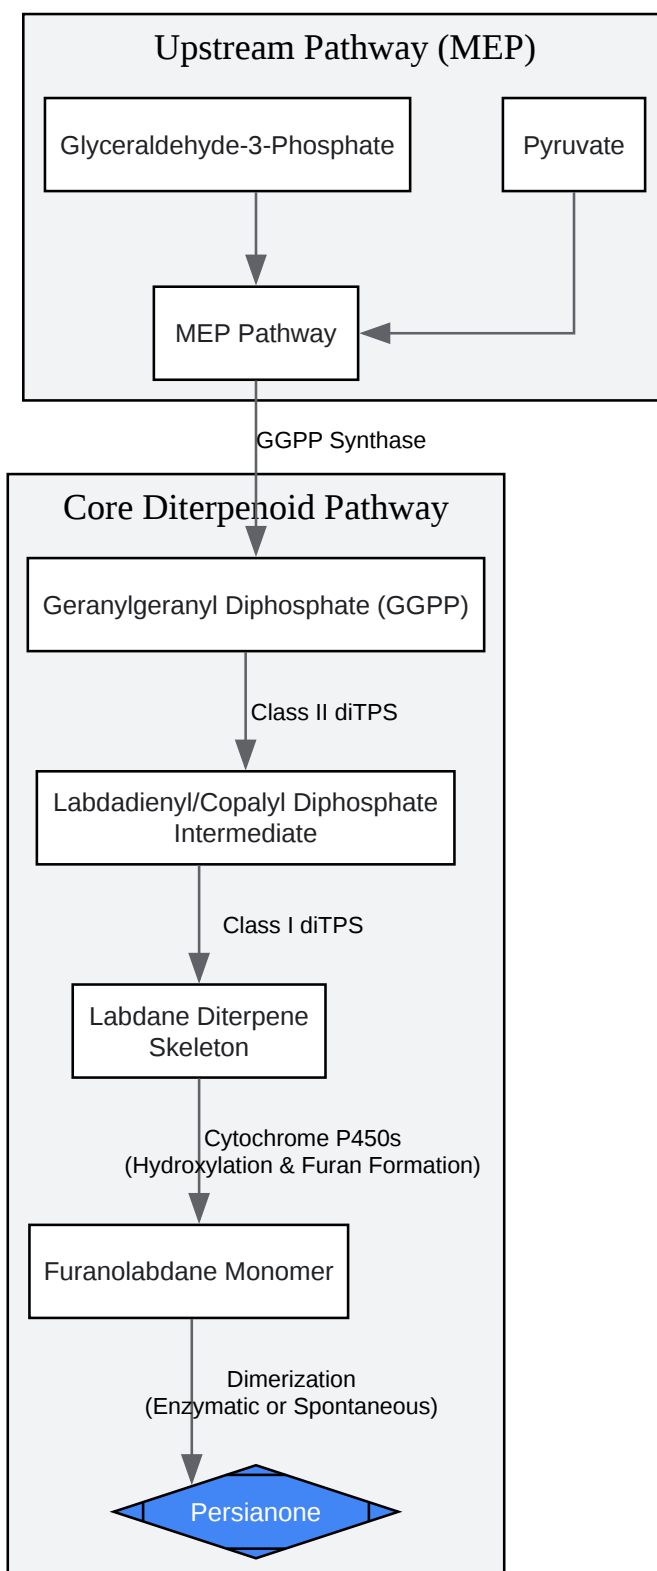 Upstream Pathway (MEP)
Glyceraldehyde-3-Phosphate
Pyruvate
MEP Pathway
GGPP Synthase
Core Diterpenoid Pathway
Geranylgeranyl Diphosphate (GGPP)
Class II diTPS
Labdadienyl/Copalyl Diphosphate
Intermediate
Class I diTPS
Labdane Diterpene
Skeleton
Cytochrome P450s
(Hydroxylation & Furan Formation)
Furanolabdane Monomer
Dimerization
(Enzymatic or Spontaneous)
Persianone